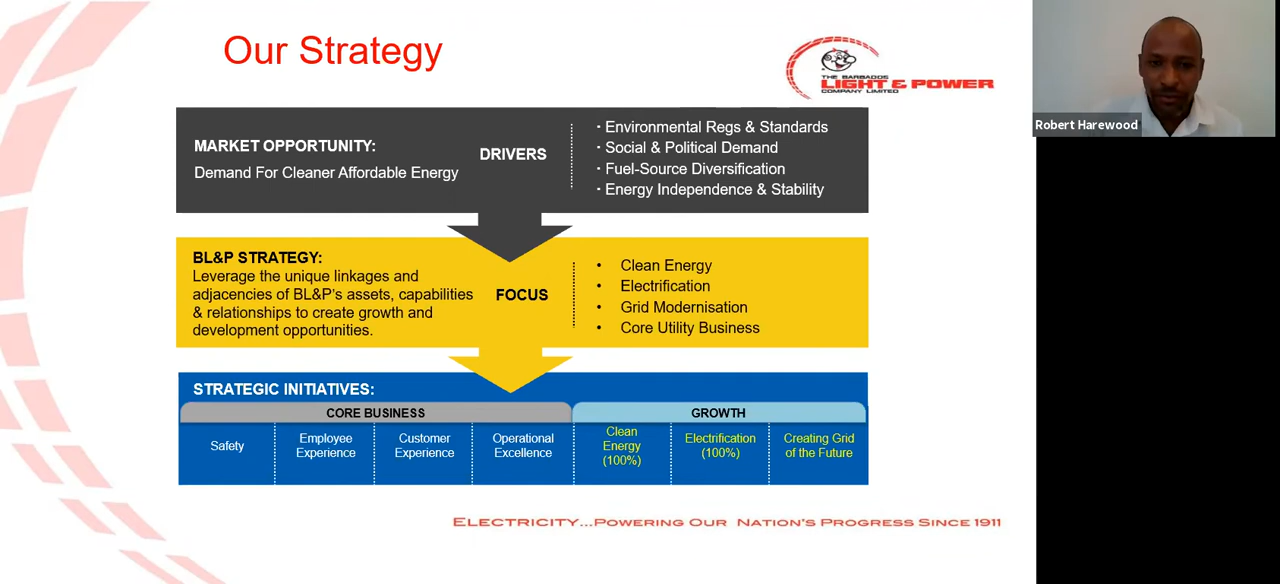 Our Strategy
THE BARBADOS
LIGHT & POWER
COMPANY LIMITED
Robert Harewood
MARKET OPPORTUNITY:
Demand For Cleaner Affordable Energy
DRIVERS
· Environmental Regs & Standards
· Social & Political Demand
· Fuel-Source Diversification
· Energy Independence & Stability
BL&P STRATEGY:
Leverage the unique linkages and
adjacencies of BL&P's assets, capabilities
& relationships to create growth and
development opportunities.
FOCUS
• Clean Energy
• Electrification
• Grid Modernisation
• Core Utility Business
STRATEGIC INITIATIVES:
CORE BUSINESS
GROWTH
Safety
Employee
Experience
Customer
Experience
Operational
Excellence
Clean
Energy
(100%)
Electrification
(100%)
Creating Grid
of the Future
ELECTRICITY...POWERING OUR NATION'S PROGRESS SINCE 1911